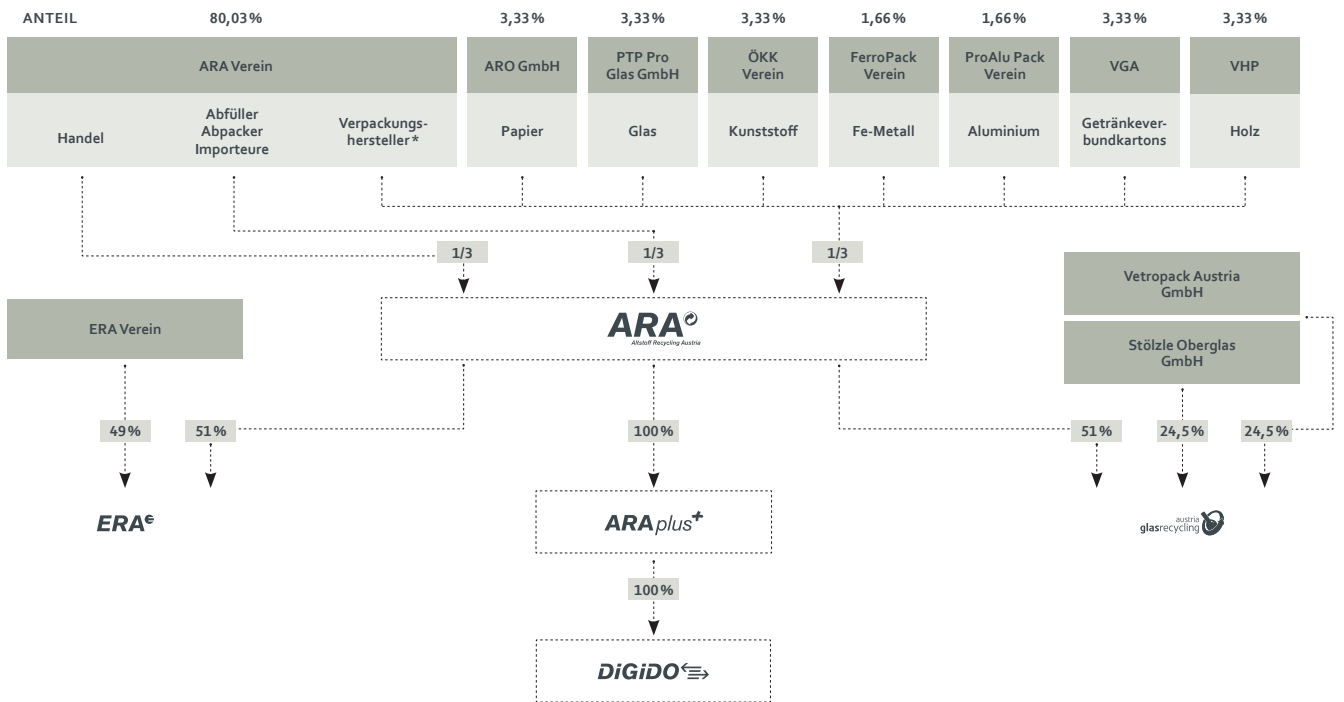 ANTEIL 80,03% 3,33% 3,33% 3,33% 1,66% 1,66% 3,33% 3,33%
ARA Verein
ARO GmbH
PTP Pro
Glas GmbH
ÖKK
Verein
FerroPack
Verein
ProAlu Pack
Verein
VGA
VHP
Handel
Abfüller
Abpacker
Importeure
Verpackungs-
hersteller *
Papier
Glas
Kunststoff
Fe-Metall
Aluminium
Getränkever-
bundkartons
Holz
1/3 1/3 1/3
Vetropack Austria
GmbH
ERA Verein
ARA
Altstoff Recycling Austria
Stölzle Oberglas
GmbH
49% 51% 100% 51% 24,5% 24,5%
ERA
ARA plus+
austria
glasrecycling
100%
DiGiDO